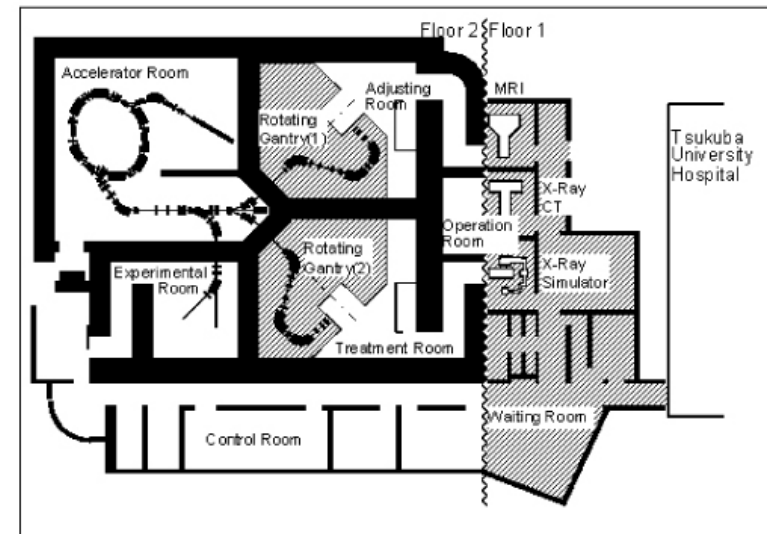 Floor 2
Floor 1
Accelerator Room
Adjusting
Room
MRI
Rotating
Gantry(1)
Tsukuba
University
Hospital
X-Ray
CT
Operation
Room
Rotating
Gantry(2)
Experimental
Room
X-Ray
Simulator
Treatment Room
Control Room
Waiting Room